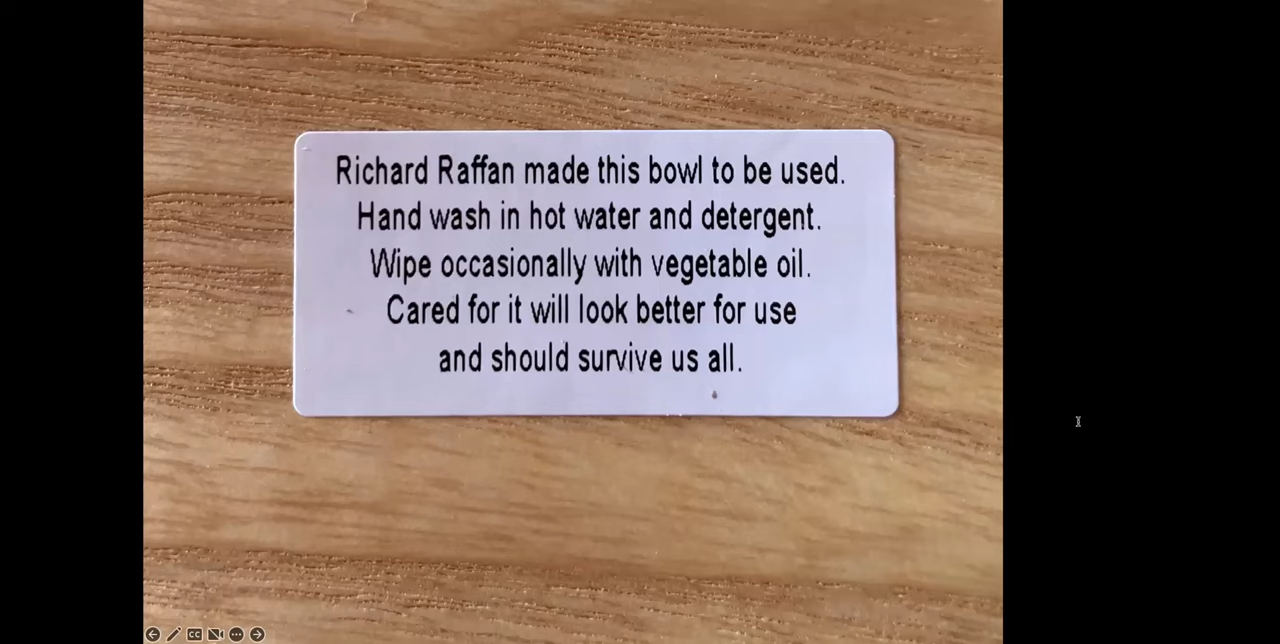 Richard Raffan made this bowl to be used.
Hand wash in hot water and detergent.
Wipe occasionally with vegetable oil.
Cared for it will look better for use
and should survive us all.
CC